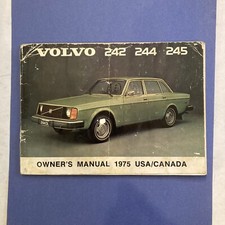 VOLVO 242 244 245
OWNER'S MANUAL 1975 USA/CANADA